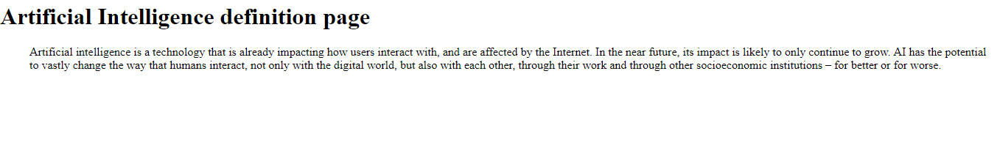 Artificial Intelligence definition page
Artificial intelligence is a technology that is already impacting how users interact with, and are affected by the Internet. In the near future, its impact is likely to only continue to grow. AI has the potential
to vastly change the way that humans interact, not only with the digital world, but also with each other, through their work and through other socioeconomic institutions – for better or for worse.